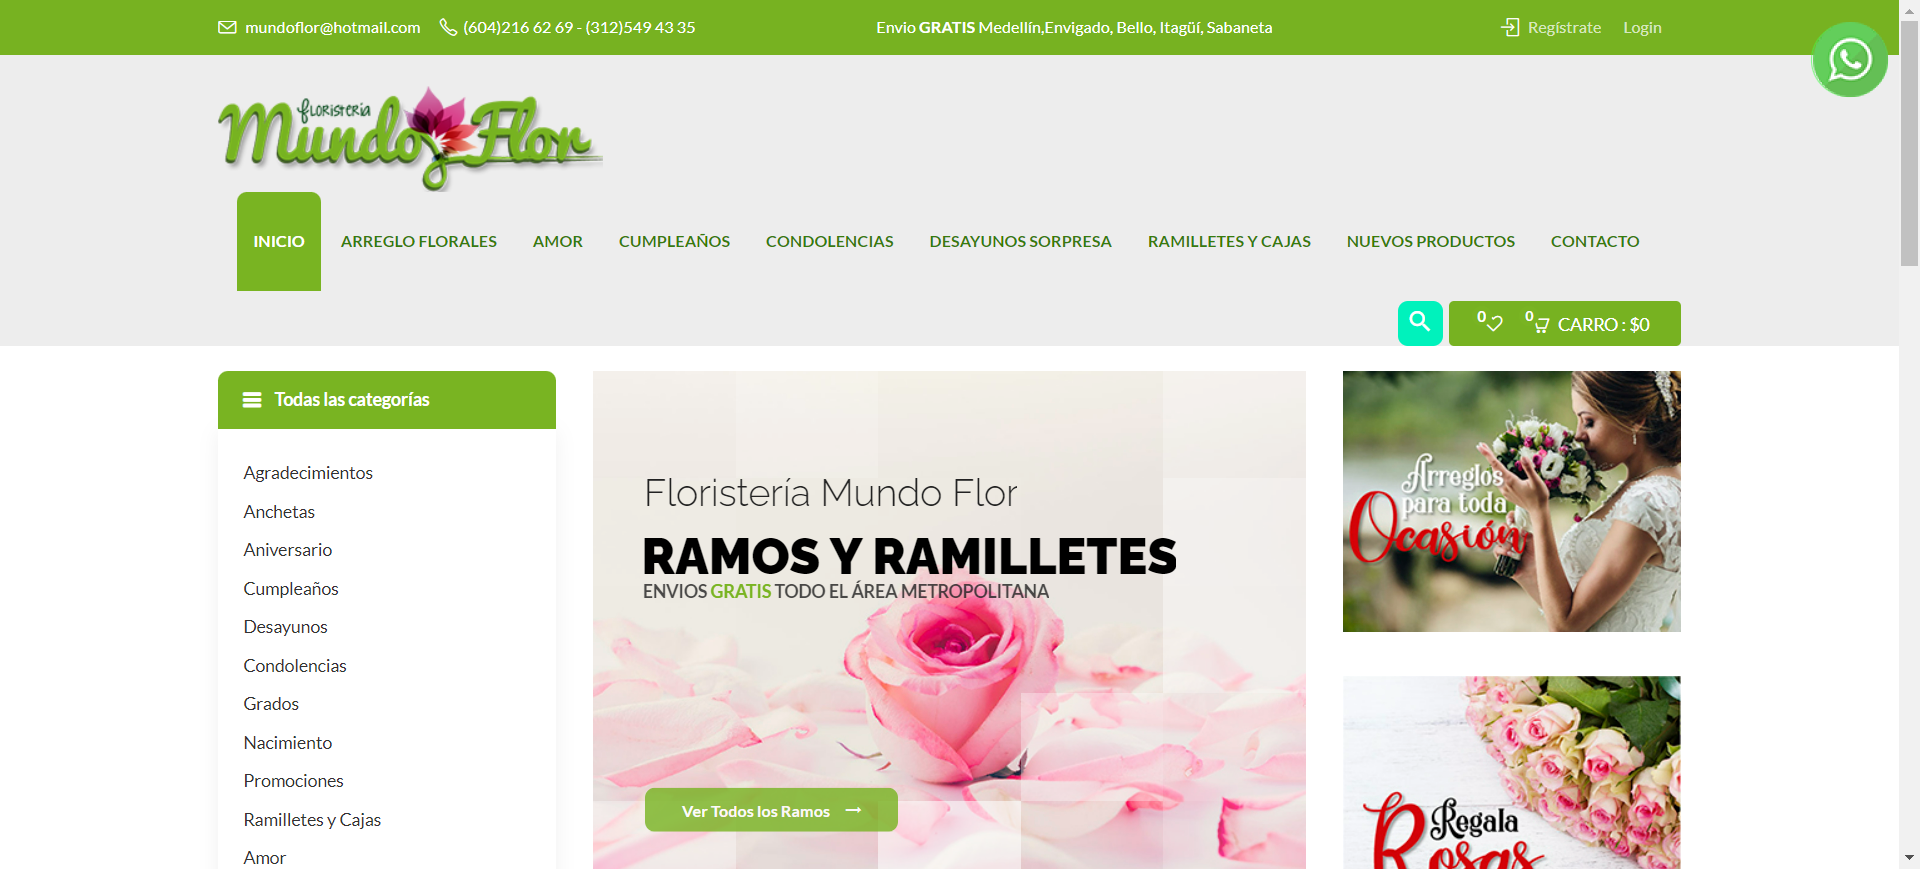 mundoflor@hotmail.com (604)216 62 69 - (312)549 43 35 Envio GRATIS Medellín,Envigado, Bello, Itagüí, Sabaneta Regístrate Login
floristería
Mundo Flor
INICIO ARREGLO FLORALES AMOR CUMPLEAÑOS CONDOLENCIAS DESAYUNOS SORPRESA RAMILLETES Y CAJAS NUEVOS PRODUCTOS CONTACTO
0 0 CARRO : $0
Todas las categorías
Agradecimientos
Anchetas
Aniversario
Cumpleaños
Desayunos
Condolencias
Grados
Nacimiento
Promociones
Ramilletes y Cajas
Amor
Floristería Mundo Flor
RAMOS Y RAMILLETES
ENVIOS GRATIS TODO EL ÁREA METROPOLITANA
Ver Todos los Ramos
Arreglos
para toda
Ocasión
Regala
Rosas